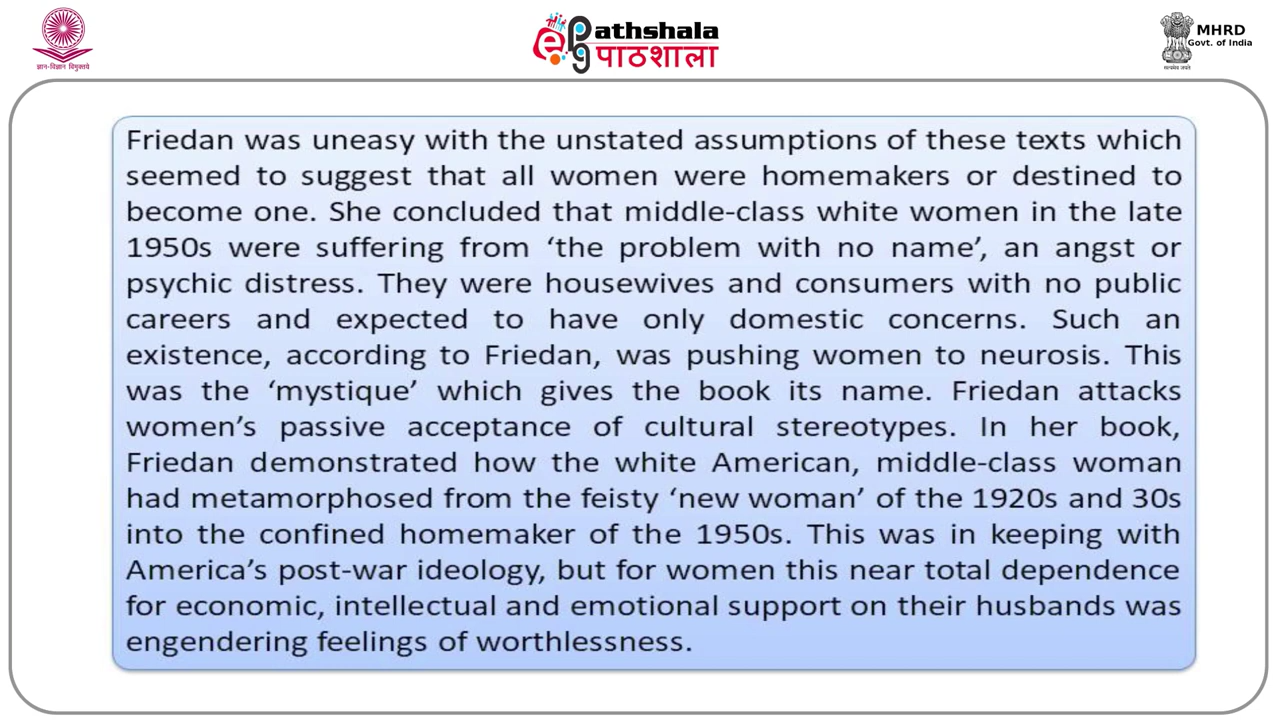 ज्ञान-विज्ञान विमुक्तये
epg
athshala
पाठशाला
सत्यमेव जयते
MHRD
Govt. of India
Friedan was uneasy with the unstated assumptions of these texts which
seemed to suggest that all women were homemakers or destined to
become one. She concluded that middle-class white women in the late
1950s were suffering from ‘the problem with no name’, an angst or
psychic distress. They were housewives and consumers with no public
careers and expected to have only domestic concerns. Such an
existence, according to Friedan, was pushing women to neurosis. This
was the ‘mystique’ which gives the book its name. Friedan attacks
women’s passive acceptance of cultural stereotypes. In her book,
Friedan demonstrated how the white American, middle-class woman
had metamorphosed from the feisty ‘new woman’ of the 1920s and 30s
into the confined homemaker of the 1950s. This was in keeping with
America’s post-war ideology, but for women this near total dependence
for economic, intellectual and emotional support on their husbands was
engendering feelings of worthlessness.